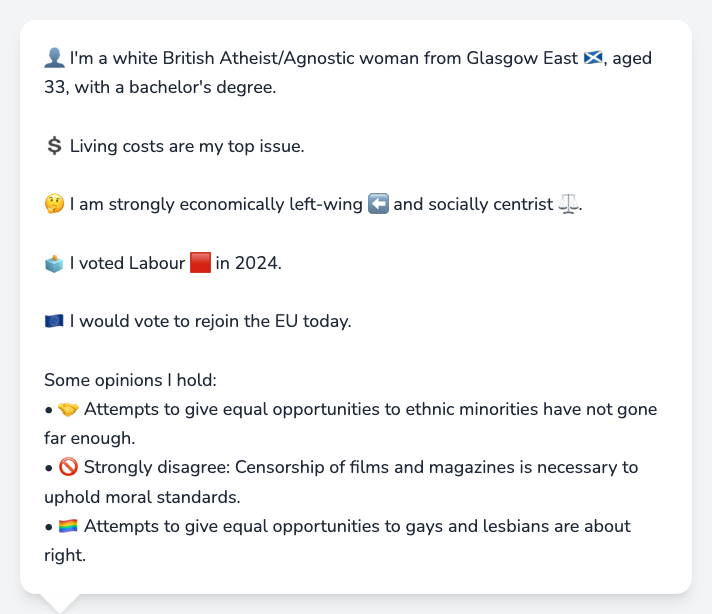 👤 I'm a white British Atheist/Agnostic woman from Glasgow East 🏴󠁧󠁢󠁳󠁣󠁴󠁿, aged
33, with a bachelor's degree.
💲 Living costs are my top issue.
🤔 I am strongly economically left-wing ⬅️ and socially centrist ⚖️.
🗳️ I voted Labour 🟥 in 2024.
🇪🇺 I would vote to rejoin the EU today.
Some opinions I hold:
• 🤝 Attempts to give equal opportunities to ethnic minorities have not gone
far enough.
• 🚫 Strongly disagree: Censorship of films and magazines is necessary to
uphold moral standards.
• 🏳️‍🌈 Attempts to give equal opportunities to gays and lesbians are about
right.